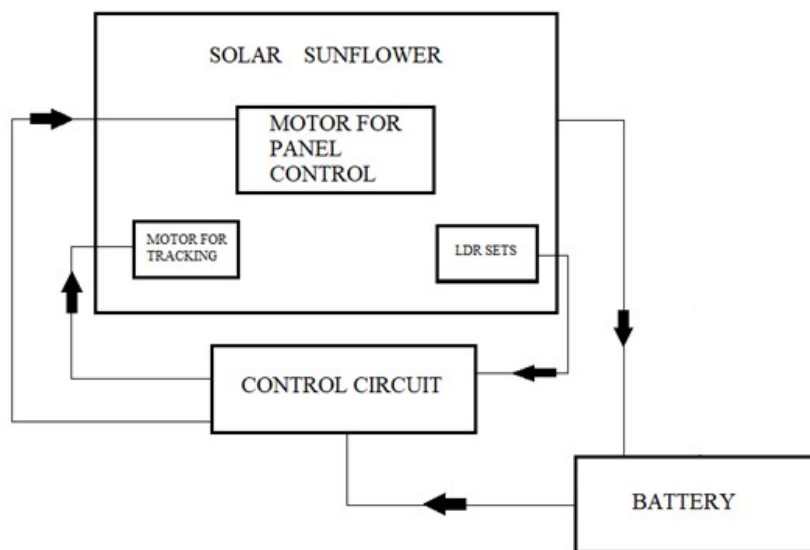 SOLAR SUNFLOWER
MOTOR FOR
PANEL
CONTROL
MOTOR FOR
TRACKING
LDR SETS
CONTROL CIRCUIT
BATTERY